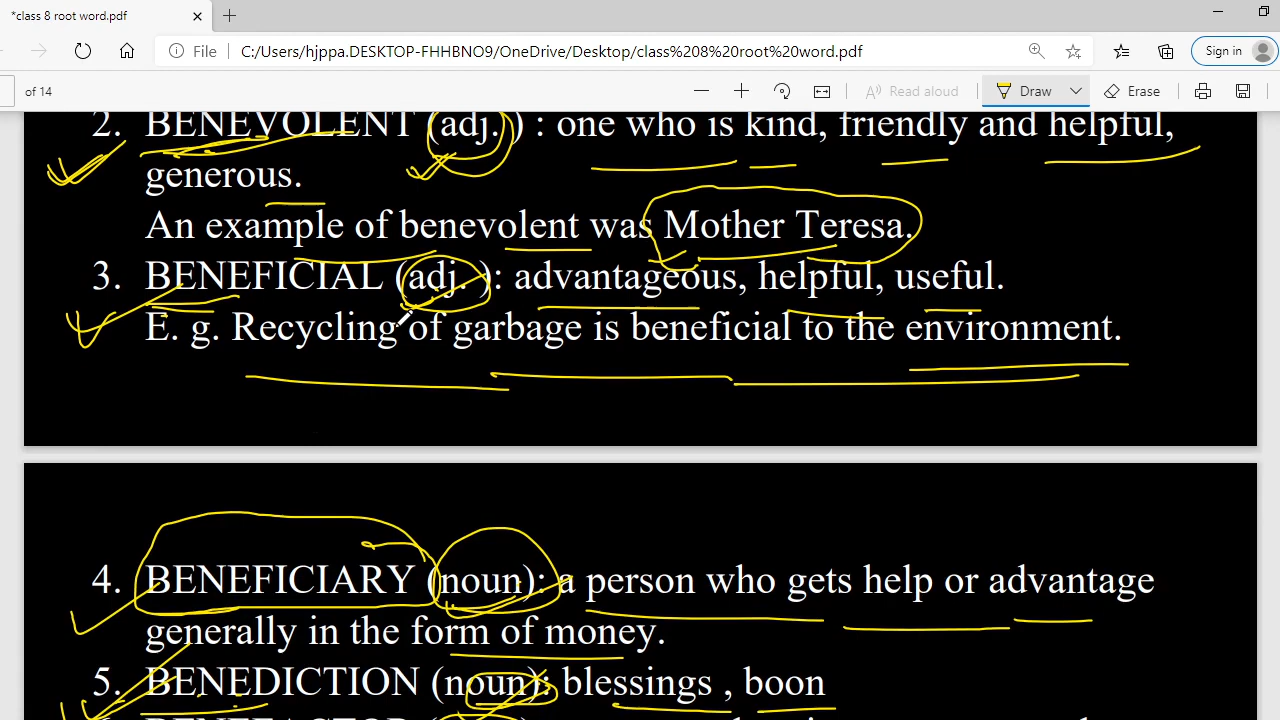 *class 8 root word.pdf
File C:/Users/hjppa.DESKTOP-FHHBNO9/OneDrive/Desktop/class%208%20root%20word.pdf Sign in
of 14 Read aloud Draw Erase
2. BENEVOLENT (adj. ) : one who is kind, friendly and helpful,
generous.
An example of benevolent was Mother Teresa.
3. BENEFICIAL (adj. ): advantageous, helpful, useful.
E. g. Recycling of garbage is beneficial to the environment.
4. BENEFICIARY (noun): a person who gets help or advantage
generally in the form of money.
5. BENEDICTION (noun): blessings , boon